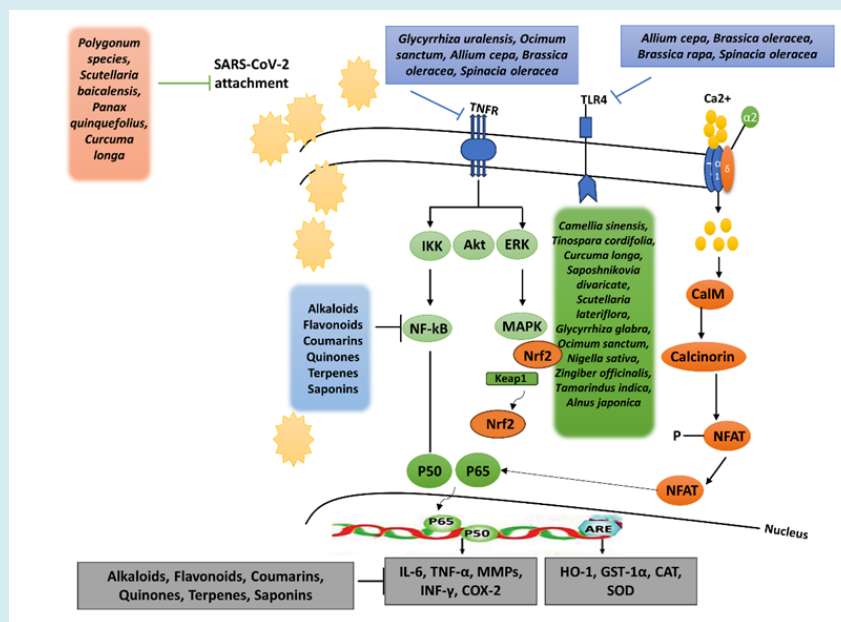 Polygonum
species,
Scutellaria
baicalensis,
Panax
quinquefolius,
Curcuma
longa
SARS-CoV-2
attachment
Glycyrrhiza uralensis, Ocimum
sanctum, Allium cepa, Brassica
oleracea, Spinacia oleracea
Allium cepa, Brassica oleracea,
Brassica rapa, Spinacia oleracea
TNFR
TLR4
Ca2+
α2
α
1
δ
IKK
Akt
ERK
Camellia sinensis,
Tinospara cordifolia,
Curcuma longa,
Saposhnikovia
divaricate,
Scutellaria
lateriflora,
Glycyrrhiza glabra,
Ocimum sanctum,
Nigella sativa,
Zingiber officinalis,
Tamarindus indica,
Alnus japonica
CalM
Alkaloids
Flavonoids
Coumarins
Quinones
Terpenes
Saponins
NF-kB
MAPK
Nrf2
Keap1
Nrf2
Calcinorin
P
NFAT
P50
P65
NFAT
Nucleus
P65
P50
ARE
Alkaloids, Flavonoids, Coumarins,
Quinones, Terpenes, Saponins
IL-6, TNF-α, MMPs,
INF-γ, COX-2
HO-1, GST-1α, CAT,
SOD